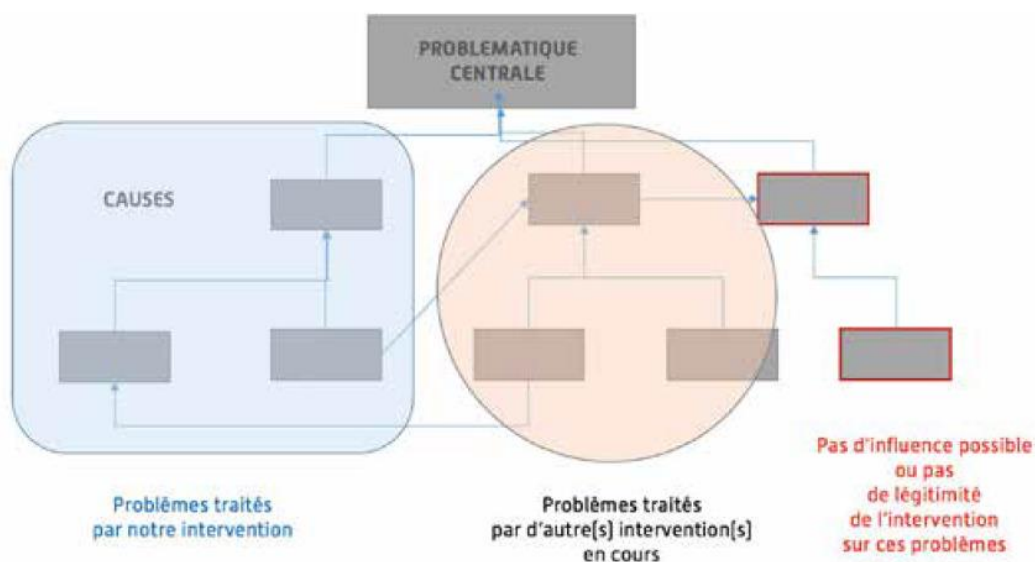 PROBLEMATIQUE
CENTRALE
CAUSES
Problèmes traités
par notre intervention
Problèmes traités
par d'autre[s] intervention[s]
en cours
Pas d'influence possible
ou pas
de légitimité
de l'intervention
sur ces problèmes